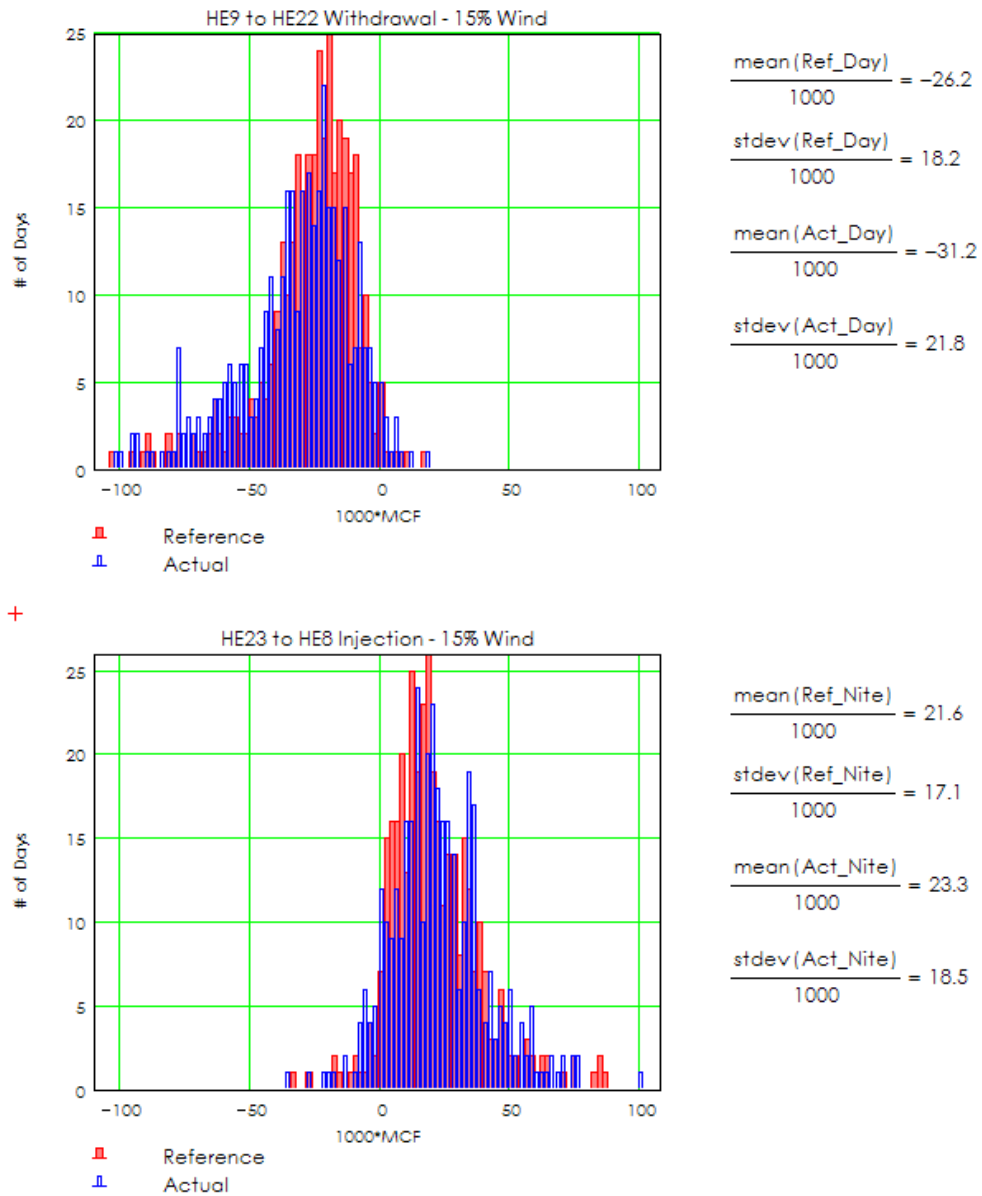 HE9 to HE22 Withdrawal - 15% Wind
25
20
15
10
5
0
# of Days
−100
−50
0
50
100
1000*MCF
Reference
Actual
mean(Ref_Day)
1000
= −26.2
stdev(Ref_Day)
1000
= 18.2
mean(Act_Day)
1000
= −31.2
stdev(Act_Day)
1000
= 21.8
+
HE23 to HE8 Injection - 15% Wind
25
20
15
10
5
0
# of Days
−100
−50
0
50
100
1000*MCF
Reference
Actual
mean(Ref_Nite)
1000
= 21.6
stdev(Ref_Nite)
1000
= 17.1
mean(Act_Nite)
1000
= 23.3
stdev(Act_Nite)
1000
= 18.5